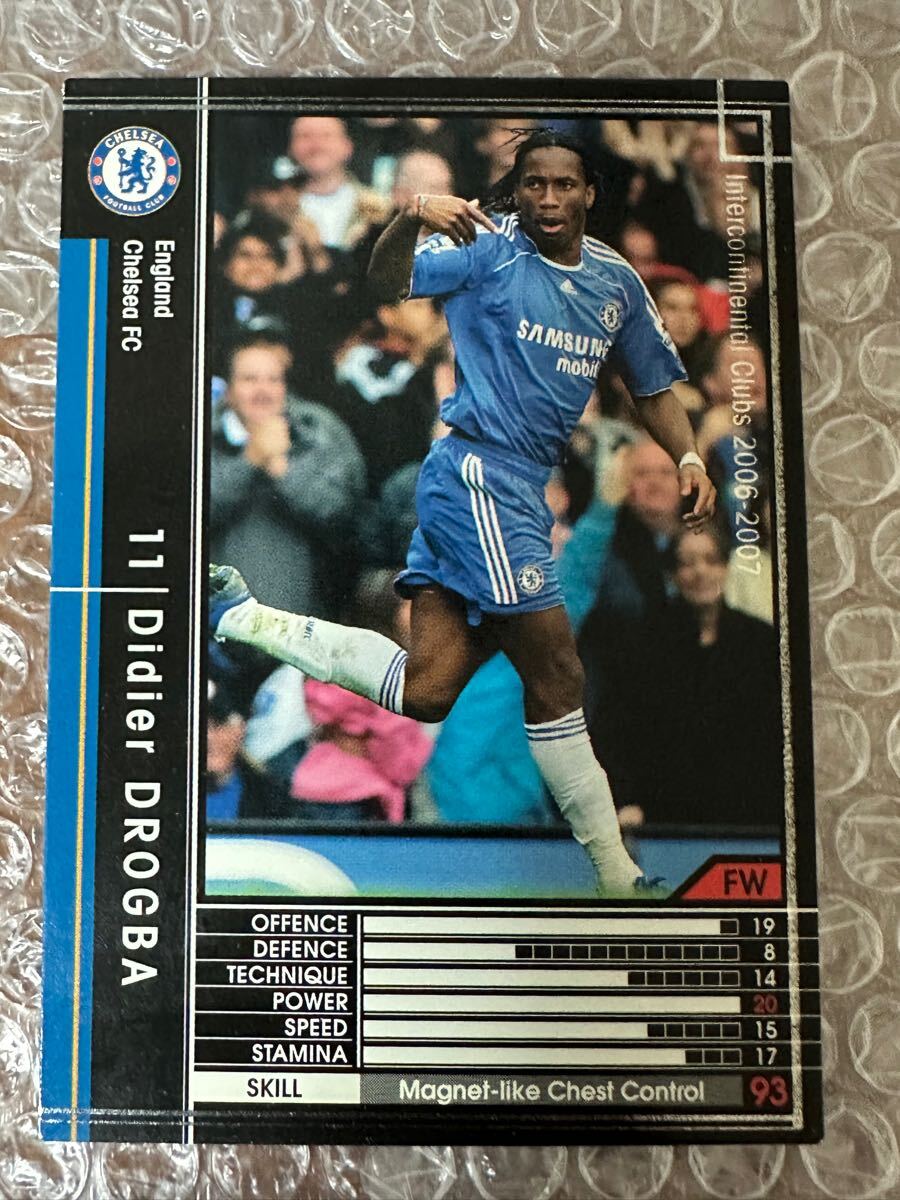 CHELSEA
FOOTBALL CLUB
England
Chelsea FC
11 Didier DROGBA
Intercontinental Clubs 2006-2007
SAMSUNG
mobile
FW
OFFENCE 19
DEFENCE 8
TECHNIQUE 14
POWER 20
SPEED 15
STAMINA 17
SKILL Magnet-like Chest Control 93